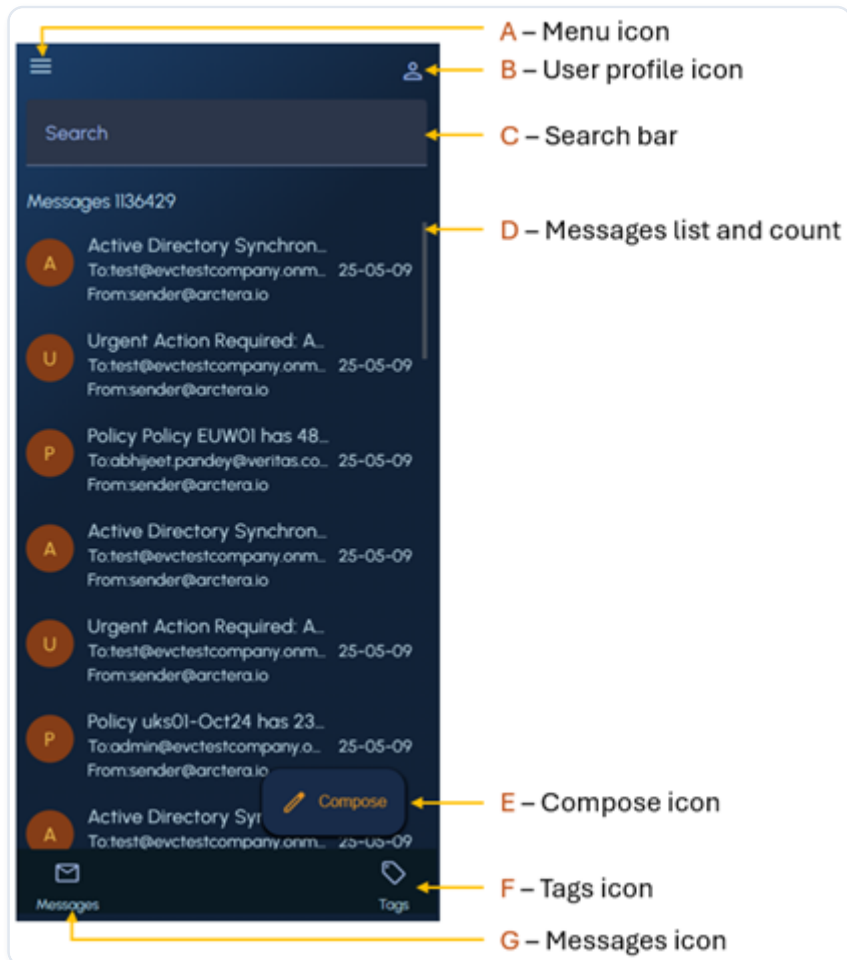 A – Menu icon
B – User profile icon
Search
C – Search bar
Messages 1136429
D – Messages list and count
A
Active Directory Synchron...
To:test@evctestcompany.onm... 25-05-09
From:sender@arctera.io
U
Urgent Action Required: A...
To:test@evctestcompany.onm... 25-05-09
From:sender@arctera.io
P
Policy Policy EUW01 has 48...
To:abhijeet.pandey@veritas.co... 25-05-09
From:sender@arctera.io
A
Active Directory Synchron...
To:test@evctestcompany.onm... 25-05-09
From:sender@arctera.io
U
Urgent Action Required: A...
To:test@evctestcompany.onm... 25-05-09
From:sender@arctera.io
P
Policy uks01-Oct24 has 23...
To:admin@evctestcompany.o... 25-05-09
From:sender@arctera.io
Compose
E – Compose icon
A
Active Directory Syr
To:test@evctestcompany.onm... 25-05-09
Messages
Tags
F – Tags icon
G – Messages icon